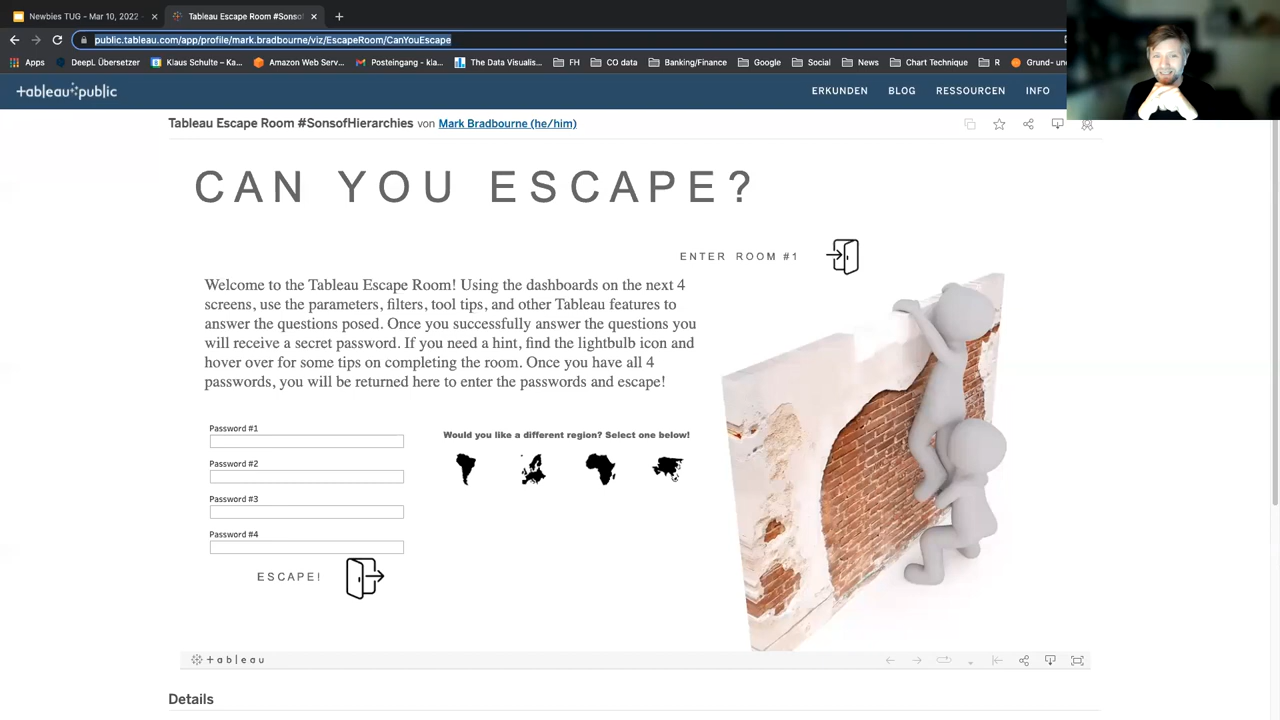 Newbies TUG - Mar 10, 2022
Tableau Escape Room #Sonso
public.tableau.com/app/profile/mark.bradbourne/viz/EscapeRoom/CanYouEscape
Apps
DeepL Übersetzer
Klaus Schulte – Ka...
Amazon Web Serv...
Posteingang - kla...
The Data Visualis...
FH
CO data
Banking/Finance
Google
Social
News
Chart Technique
R
Grund- un
+ableau public
ERKUNDEN
BLOG
RESSOURCEN
INFO
Tableau Escape Room #SonsofHierarchies von Mark Bradbourne (he/him)
CAN YOU ESCAPE?
ENTER ROOM #1
Welcome to the Tableau Escape Room! Using the dashboards on the next 4
screens, use the parameters, filters, tool tips, and other Tableau features to
answer the questions posed. Once you successfully answer the questions you
will receive a secret password. If you need a hint, find the lightbulb icon and
hover over for some tips on completing the room. Once you have all 4
passwords, you will be returned here to enter the passwords and escape!
Password #1
Would you like a different region? Select one below!
Password #2
Password #3
Password #4
ESCAPE!
+ableau
Details